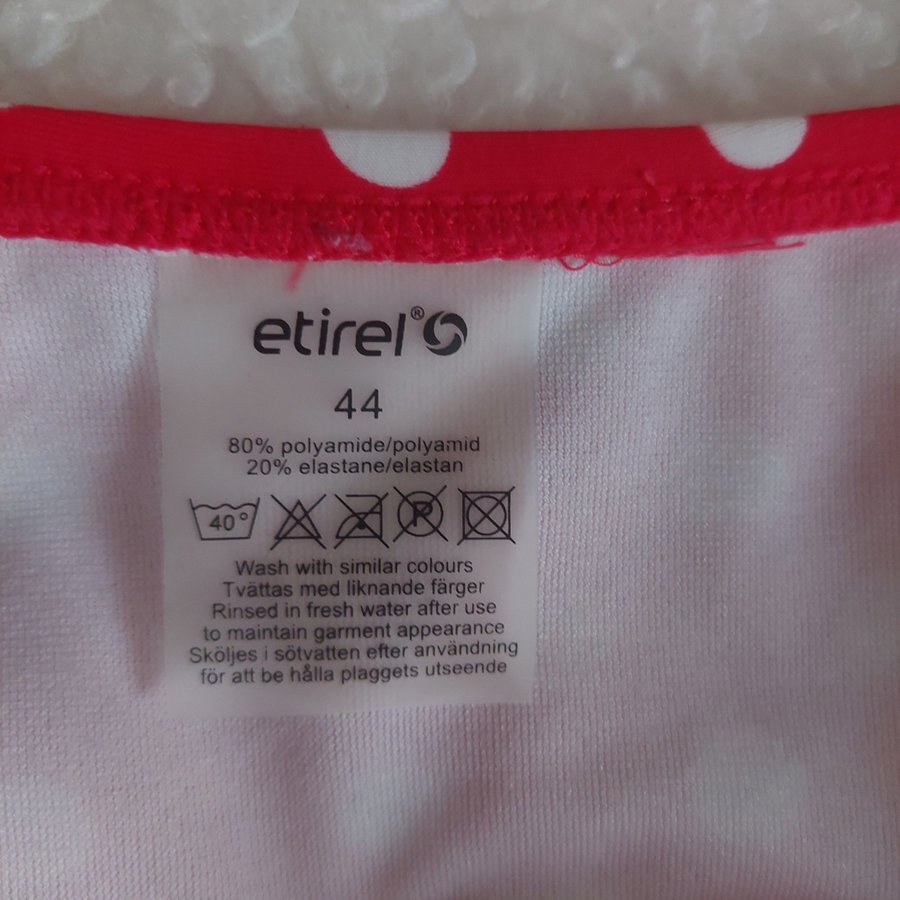 etirel®
44
80% polyamide/polyamid
20% elastane/elastan
40° P
Wash with similar colours
Tvättas med liknande färger
Rinsed in fresh water after use
to maintain garment appearance
Sköljes i sötvatten efter användning
för att be hålla plaggets utseende